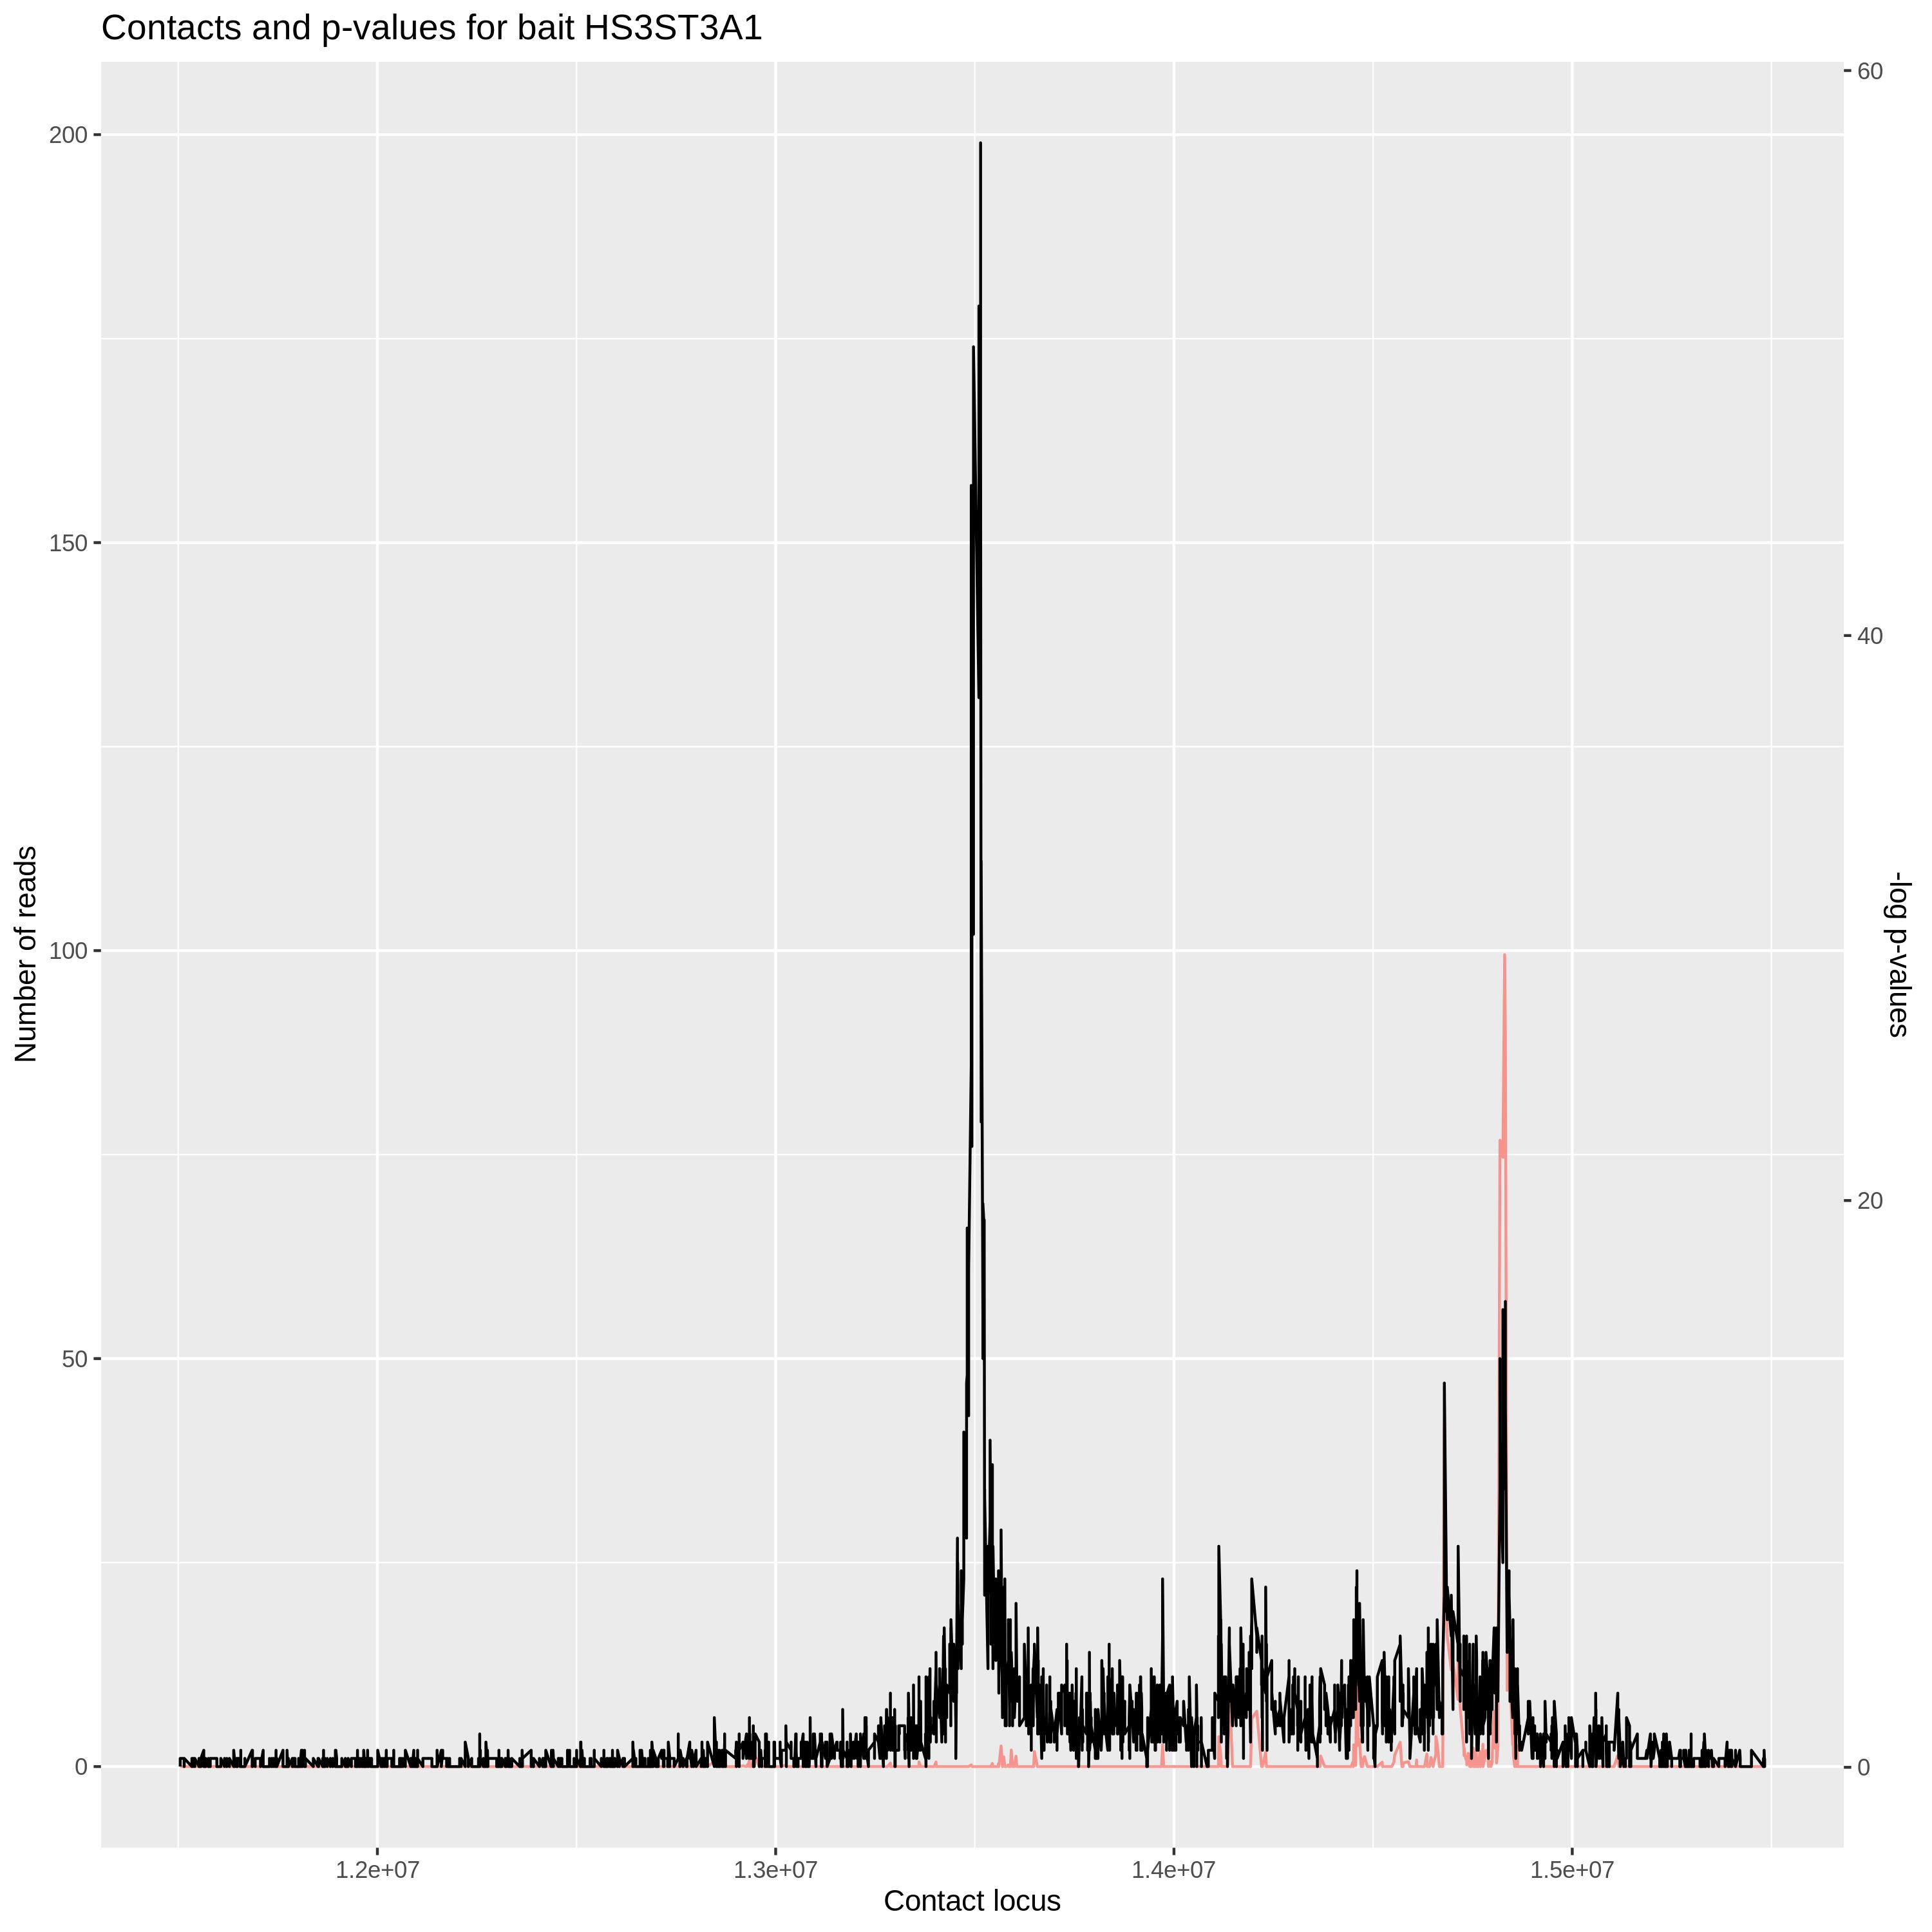 Contacts and p-values for bait HS3ST3A1
60
200
150
40
Number of reads
-log p-values
100
20
50
0
0
1.2e+07
1.3e+07
1.4e+07
1.5e+07
Contact locus